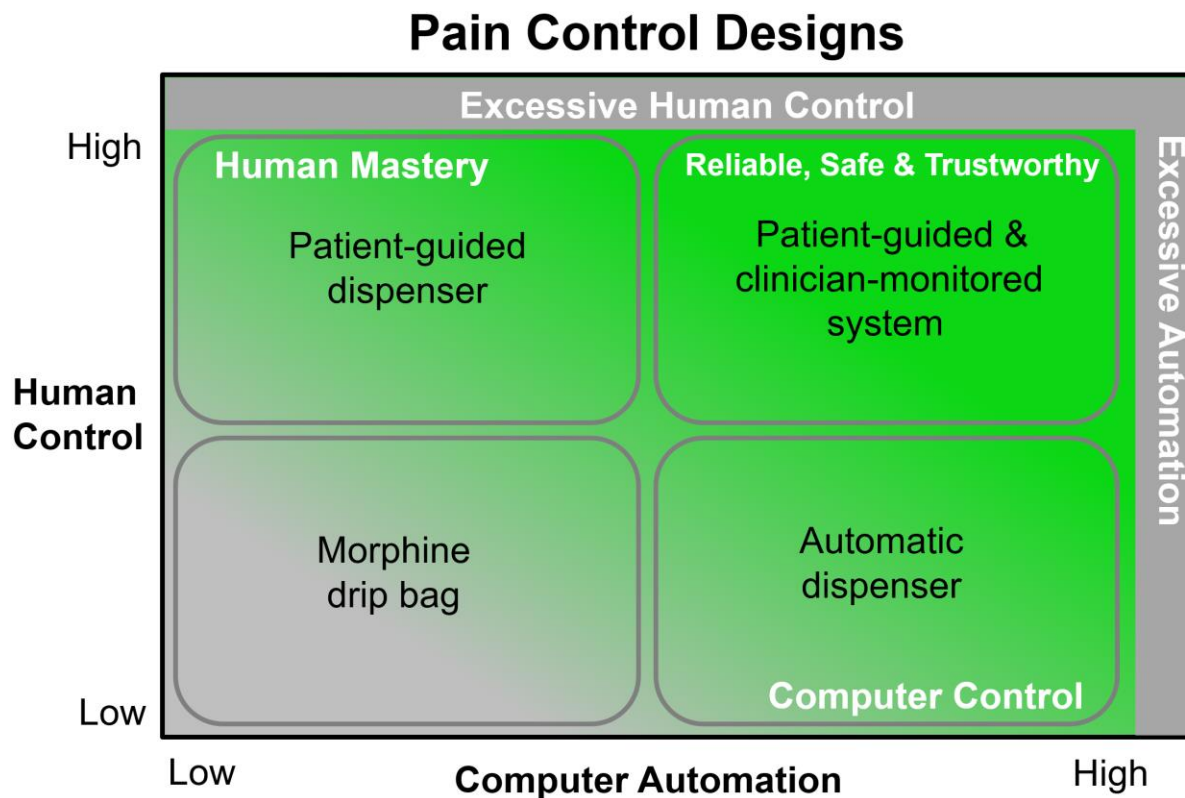 Pain Control Designs
Excessive Human Control
High
Human Mastery
Patient-guided
dispenser
Reliable, Safe & Trustworthy
Patient-guided &
clinician-monitored
system
Excessive Automation
Human
Control
Morphine
drip bag
Automatic
dispenser
Computer Control
Low
Low
Computer Automation
High